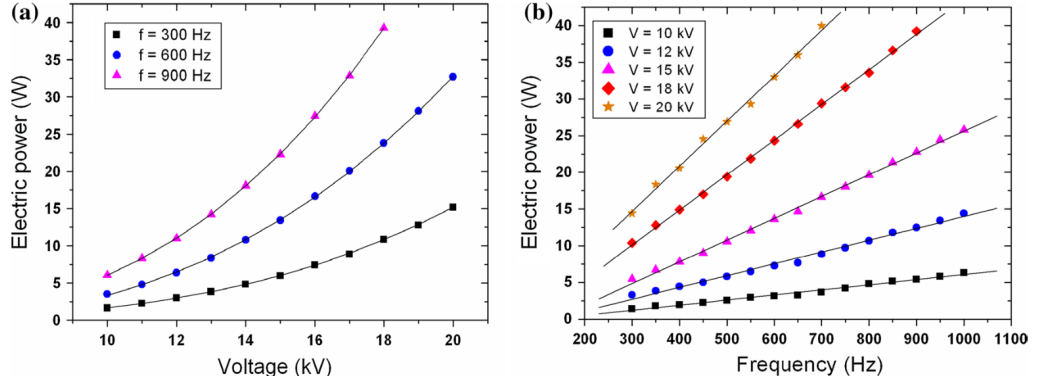 (a)
40
35
30
25
20
15
10
5
0
Electric power (W)
f = 300 Hz
f = 600 Hz
f = 900 Hz
10 12 14 16 18 20
Voltage (kV)
(b)
40
35
30
25
20
15
10
5
0
Electric power (W)
V = 10 kV
V = 12 kV
V = 15 kV
V = 18 kV
V = 20 kV
200 300 400 500 600 700 800 900 1000 1100
Frequency (Hz)